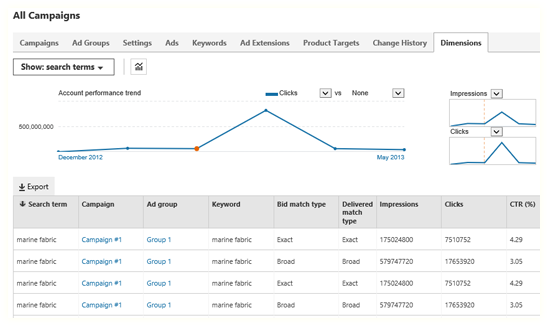 All Campaigns
Campaigns Ad Groups Settings Ads Keywords Ad Extensions Product Targets Change History Dimensions
Show: search terms
Account performance trend Clicks vs None
500,000,000
December 2012 May 2013
Impressions
Clicks
Export
Search term Campaign Ad group Keyword Bid match type Delivered match type Impressions Clicks CTR (%)
marine fabric Campaign #1 Group 1 marine fabric Exact Exact 175024800 7510752 4.29
marine fabric Campaign #1 Group 1 marine fabric Broad Broad 579747720 17653920 3.05
marine fabric Campaign #1 Group 1 marine fabric Exact Exact 175024800 7510752 4.29
marine fabric Campaign #1 Group 1 marine fabric Broad Broad 579747720 17653920 3.05